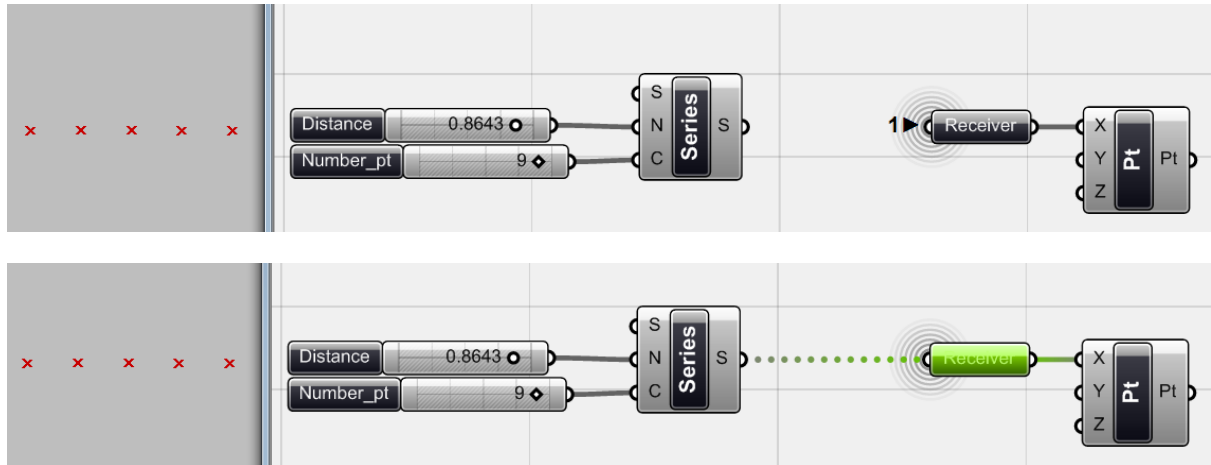 Distance 0.8643
Number_pt 9
S
N
C
Series
S
1 Receiver
X
Y
Z
Pt
Pt
Distance 0.8643
Number_pt 9
S
N
C
Series
S
Receiver
X
Y
Z
Pt
Pt